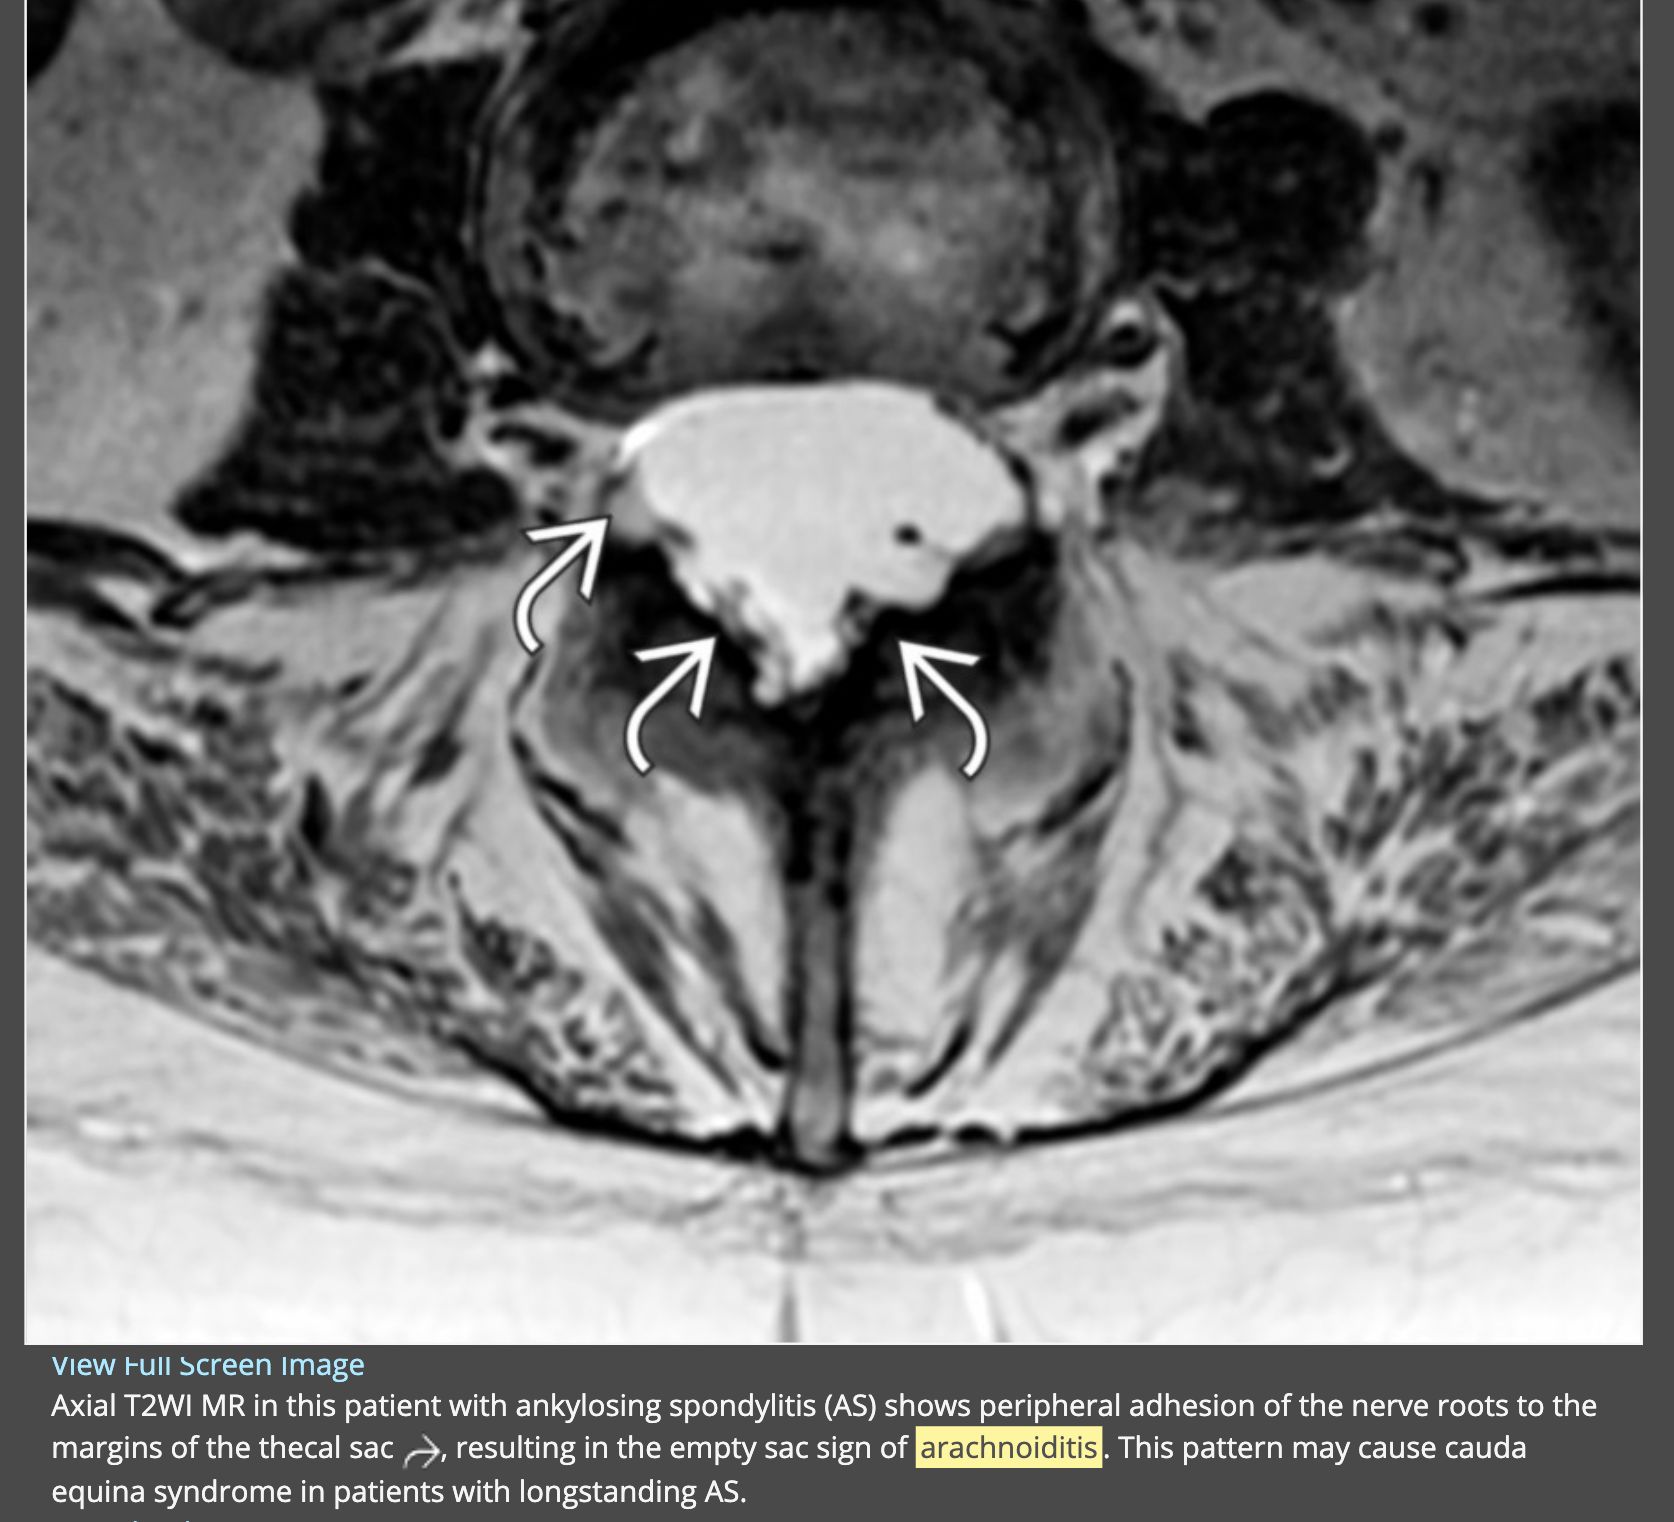 View Full Screen Image
Axial T2WI MR in this patient with ankylosing spondylitis (AS) shows peripheral adhesion of the nerve roots to the
margins of the thecal sac , resulting in the empty sac sign of arachnoiditis. This pattern may cause cauda
equina syndrome in patients with longstanding AS.